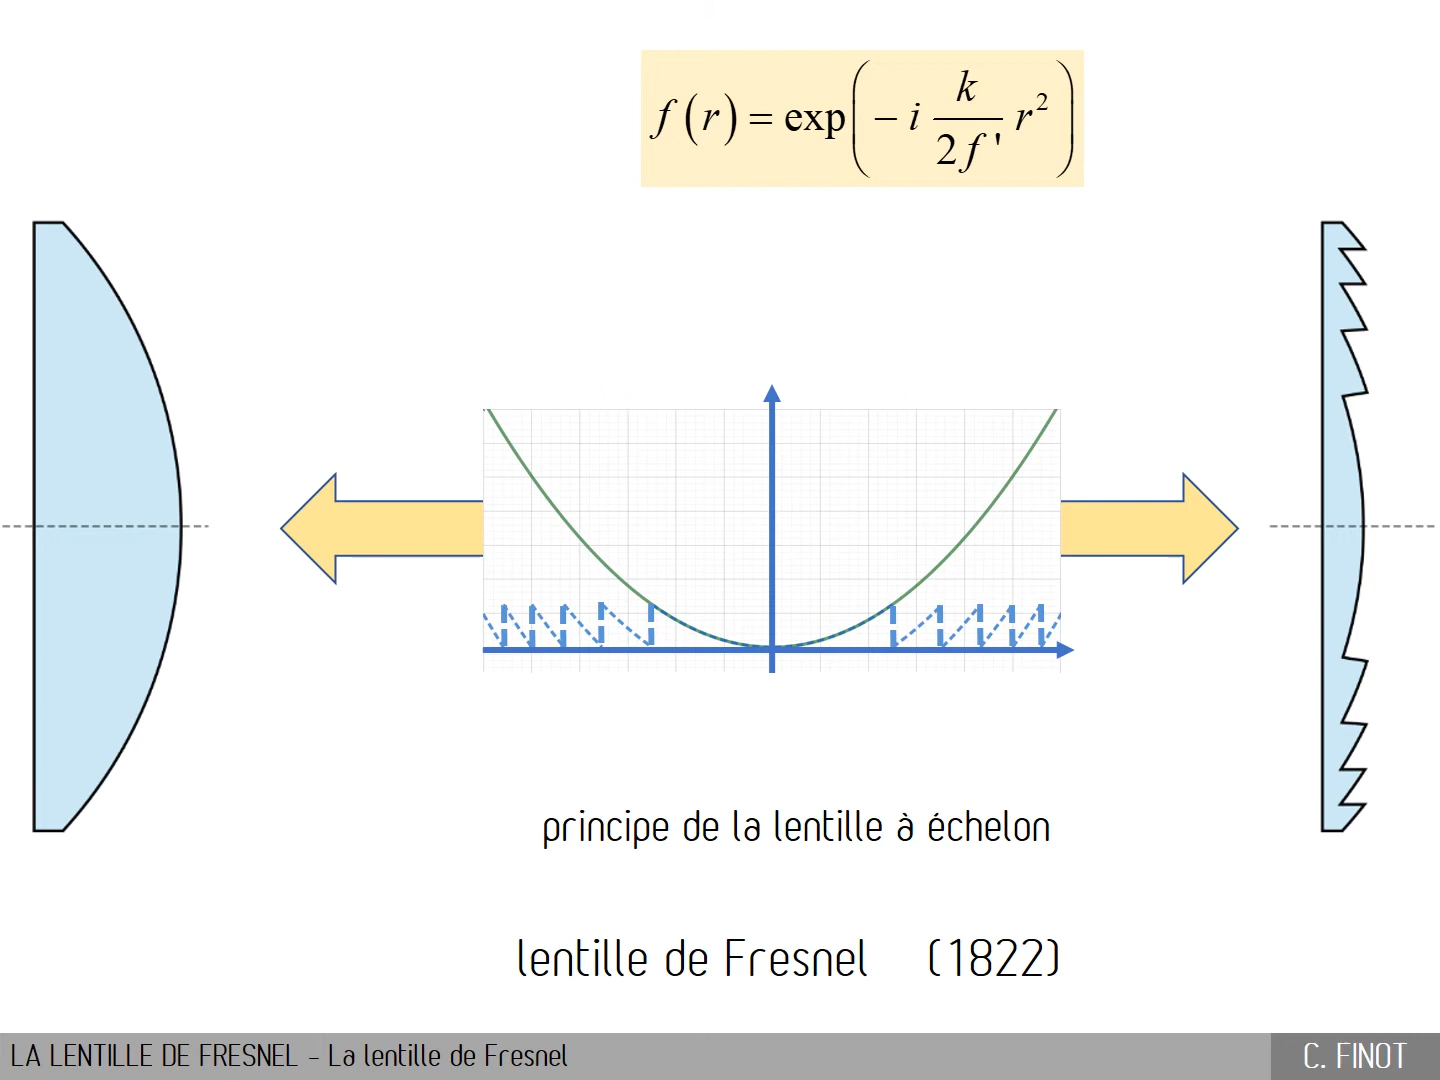 f(r) = exp(-i k/2f' r²)
principe de la lentille à échelon
lentille de Fresnel (1822)
LA LENTILLE DE FRESNEL - La lentille de Fresnel
C. FINOT